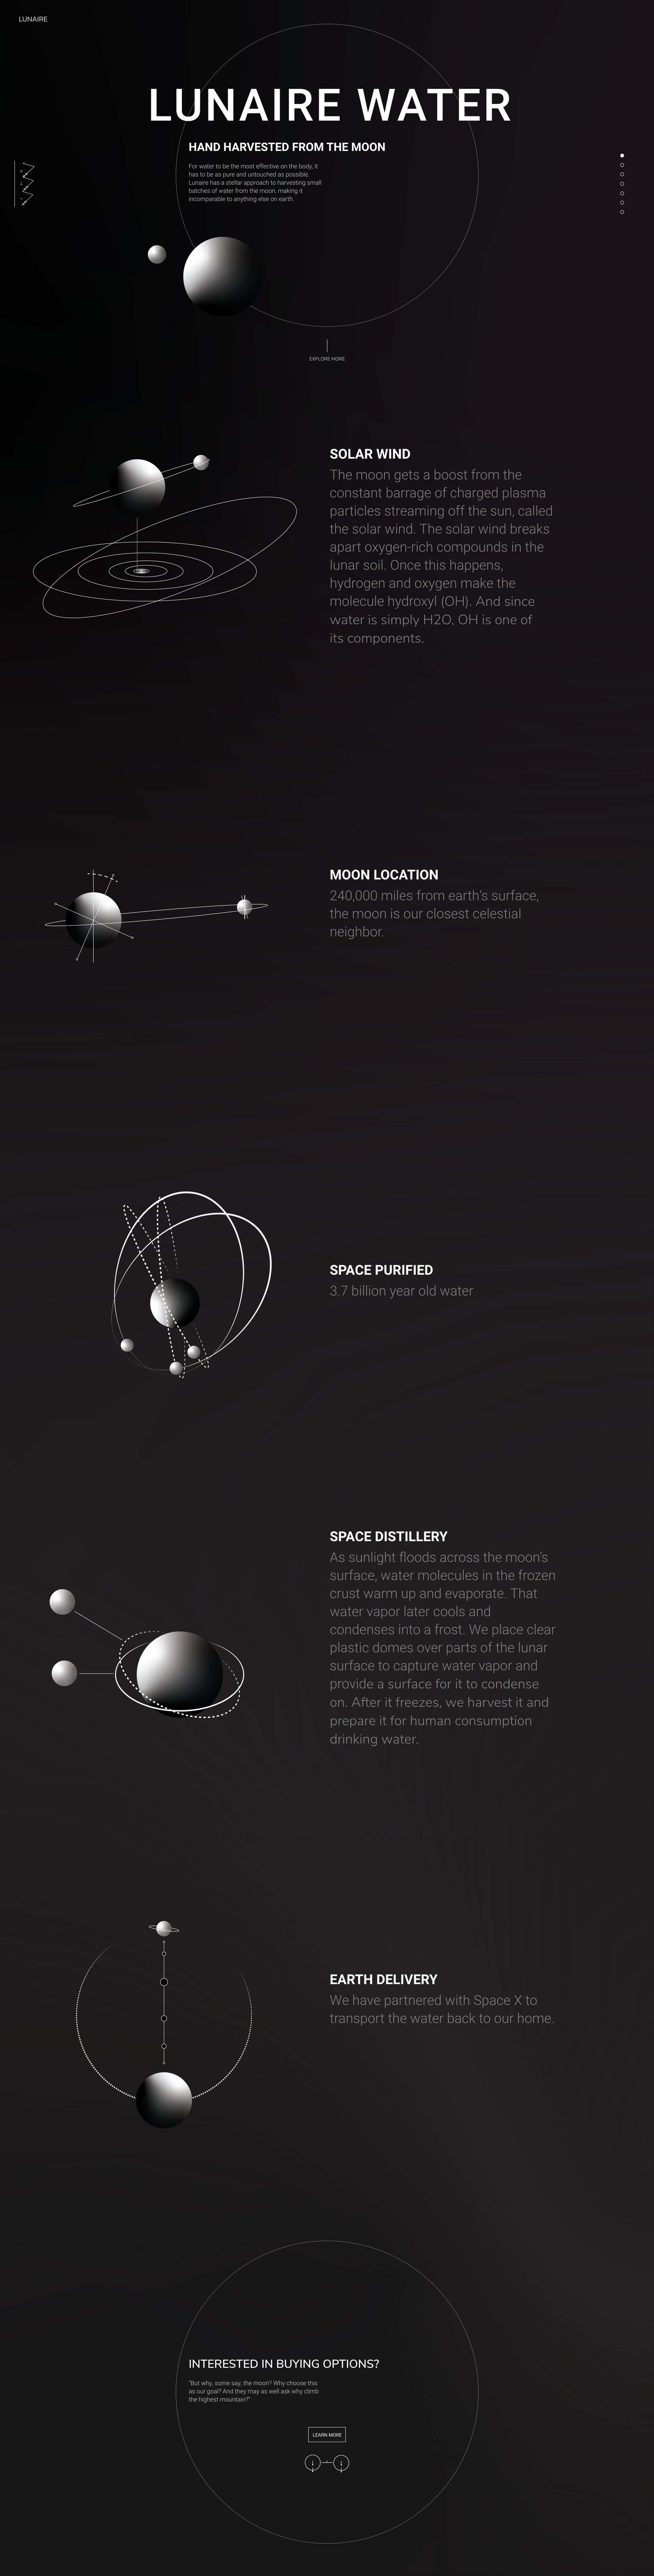 LUNAIRE
LUNAIRE WATER
HAND HARVESTED FROM THE MOON
For water to be the most effective on the body, it
has to be as pure and untouched as possible.
Lunaire has a stellar approach to harvesting small
batches of water from the moon, making it
incomparable to anything else on earth.
EXPLORE MORE
SOLAR WIND
The moon gets a boost from the
constant barrage of charged plasma
particles streaming off the sun, called
the solar wind. The solar wind breaks
apart oxygen-rich compounds in the
lunar soil. Once this happens,
hydrogen and oxygen make the
molecule hydroxyl (OH). And since
water is simply H2O, OH is one of
its components.
MOON LOCATION
240,000 miles from earth's surface,
the moon is our closest celestial
neighbor.
SPACE PURIFIED
3.7 billion year old water
SPACE DISTILLERY
As sunlight floods across the moon's
surface, water molecules in the frozen
crust warm up and evaporate. That
water vapor later cools and
condenses into a frost. We place clear
plastic domes over parts of the lunar
surface to capture water vapor and
provide a surface for it to condense
on. After it freezes, we harvest it and
prepare it for human consumption
drinking water.
EARTH DELIVERY
We have partnered with Space X to
transport the water back to our home.
INTERESTED IN BUYING OPTIONS?
"But why, some say, the moon? Why choose this
as our goal? And they may as well ask why climb
the highest mountain?"
LEARN MORE